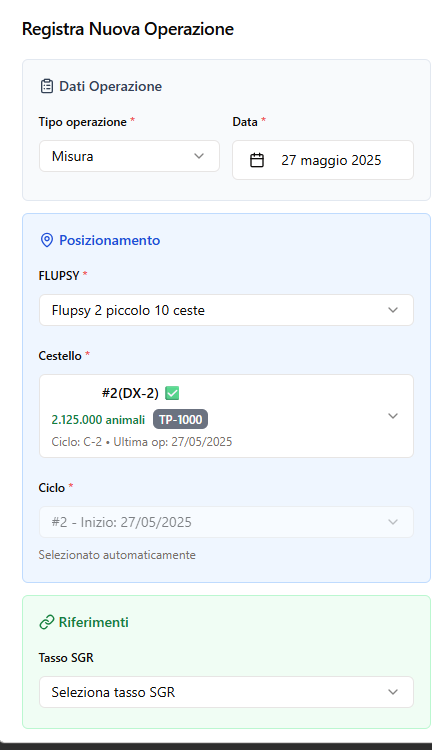 Registra Nuova Operazione
Dati Operazione
Tipo operazione *
Data *
Misura
27 maggio 2025
Posizionamento
FLUPSY *
Flupsy 2 piccolo 10 ceste
Cestello *
#2(DX-2) ✅
2.125.000 animali TP-1000
Ciclo: C-2 • Ultima op: 27/05/2025
Ciclo *
#2 - Inizio: 27/05/2025
Selezionato automaticamente
Riferimenti
Tasso SGR
Seleziona tasso SGR